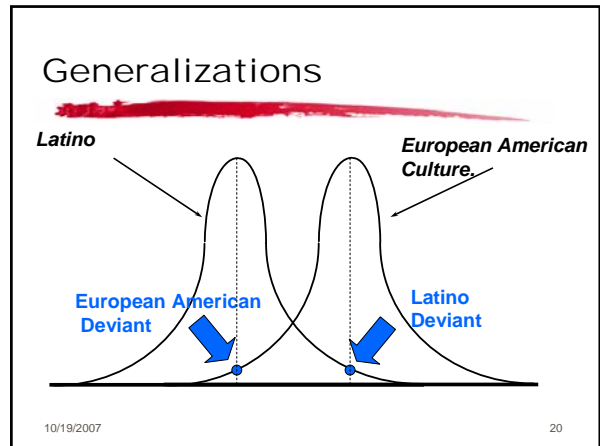 Generalizations
Latino
European American
Culture.
European American
Deviant
Latino
Deviant
10/19/2007
20